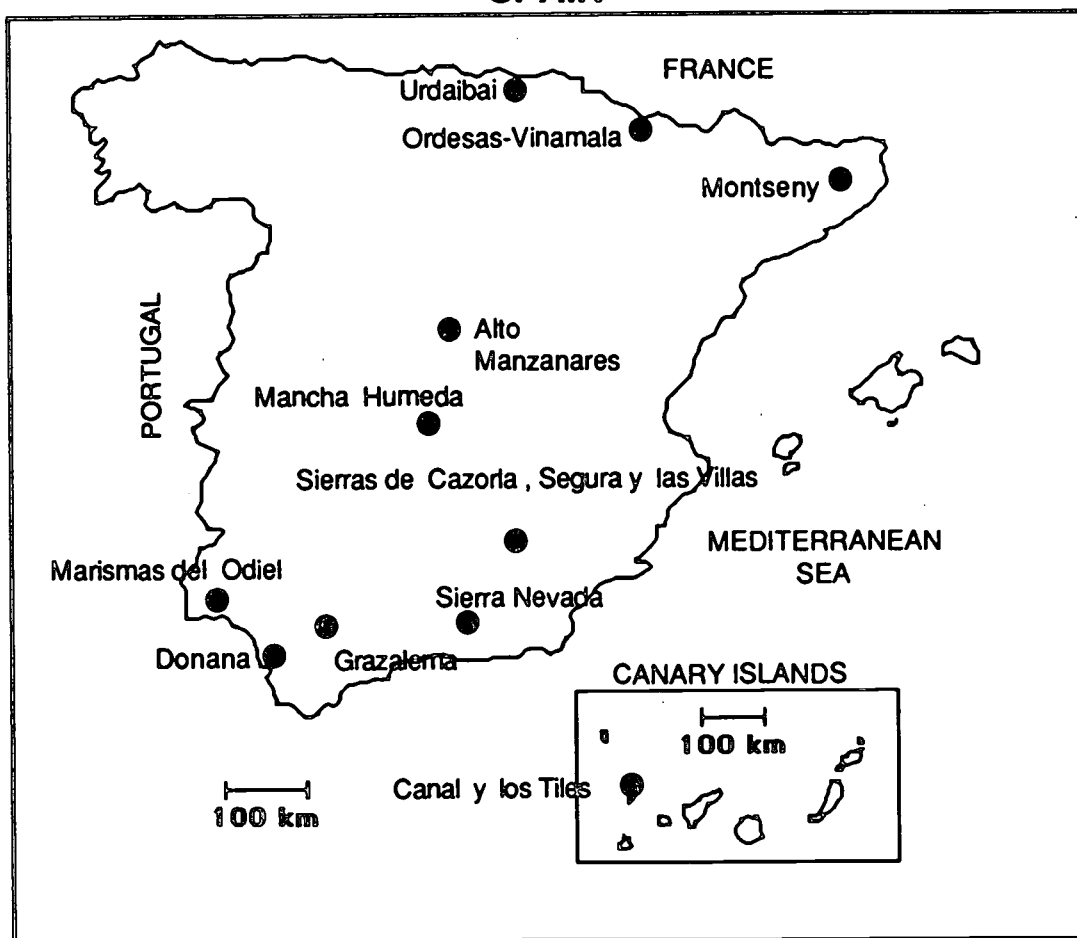 FRANCE
Urdaibai
Ordesas-Vinamala
Montseny
PORTUGAL
Alto
Manzanares
Mancha Humeda
Sierras de Cazorla , Segura y las Villas
MEDITERRANEAN
SEA
Marismas del Odiel
Sierra Nevada
Donana
Grazalema
CANARY ISLANDS
100 km
Canal y los Tiles
100 km